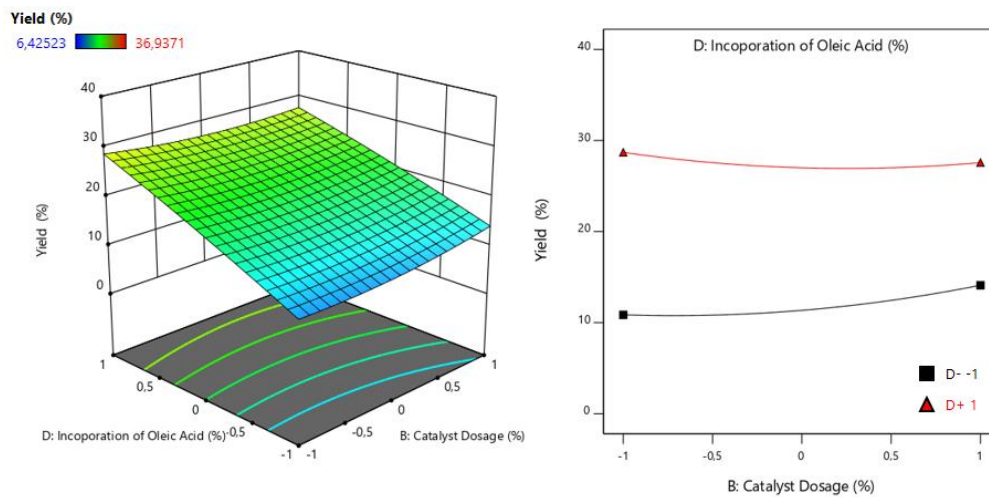 Yield (%)
6,42523 36,9371
40
30
20
10
0
Yield (%)
1
0,5
0
-0,5
-1
D: Incoporation of Oleic Acid (%)
-1
-0,5
0
0,5
1
B: Catalyst Dosage (%)
D: Incoporation of Oleic Acid (%)
40
30
20
10
0
Yield (%)
D- -1
D+ 1
-1 -0,5 0 0,5 1
B: Catalyst Dosage (%)